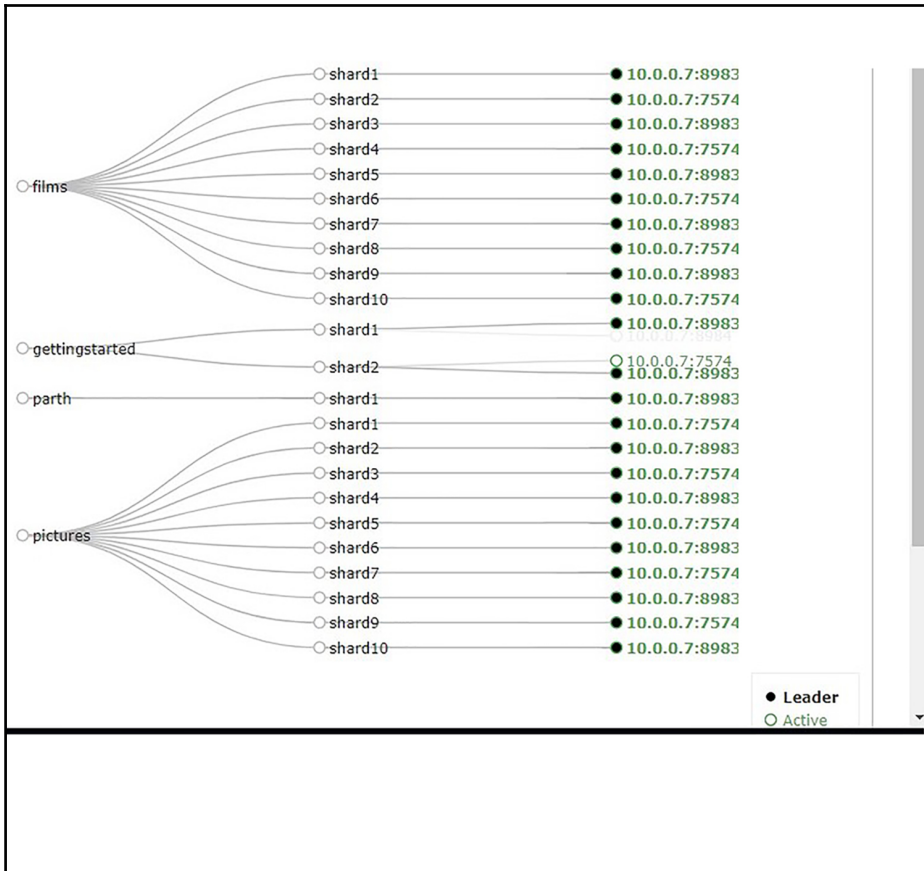 shard1 10.0.0.7:8983
shard2 10.0.0.7:7574
shard3 10.0.0.7:8983
shard4 10.0.0.7:7574
shard5 10.0.0.7:8983
films
shard6 10.0.0.7:7574
shard7 10.0.0.7:8983
shard8 10.0.0.7:7574
shard9 10.0.0.7:8983
shard10 10.0.0.7:7574
shard1 10.0.0.7:8983
10.0.0.7:8984
gettingstarted
shard2 10.0.0.7:7574
10.0.0.7:8983
parth shard1 10.0.0.7:8983
shard1 10.0.0.7:7574
shard2 10.0.0.7:8983
shard3 10.0.0.7:7574
shard4 10.0.0.7:8983
shard5 10.0.0.7:7574
pictures
shard6 10.0.0.7:8983
shard7 10.0.0.7:7574
shard8 10.0.0.7:8983
shard9 10.0.0.7:7574
shard10 10.0.0.7:8983
Leader
Active